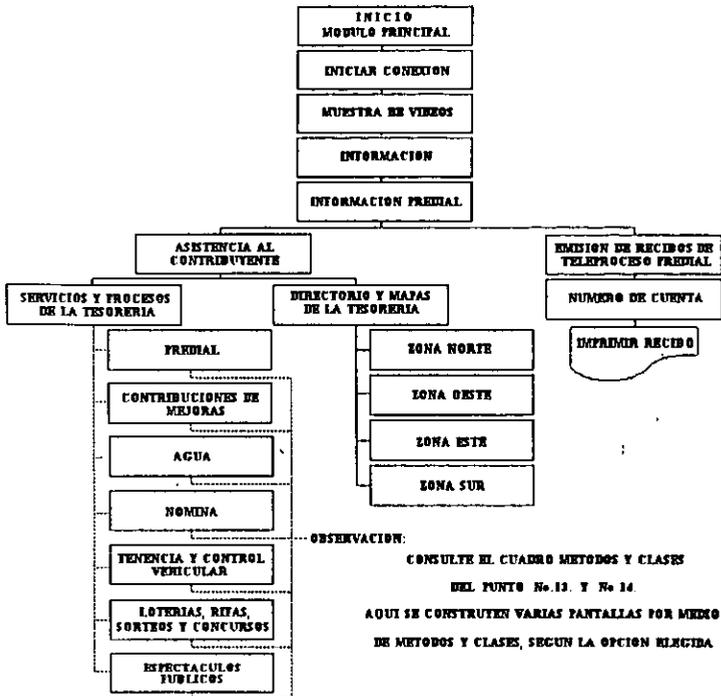 INICIO
MODULO PRINCIPAL
INICIAR CONEXION
MUESTRA DE VIDEOS
INFORMACION
INFORMACION PREDIAL
ASISTENCIA AL
CONTRIBUYENTE
EMISION DE RECIBOS DE
TELEPROCESO PREDIAL
SERVICIOS Y PROCESOS
DE LA TESORERIA
DIRECTORIO Y MAPAS
DE LA TESORERIA
NUMERO DE CUENTA
IMPRIMIR RECIBO
PREDIAL
CONTRIBUCIONES DE
MEJORAS
AGUA
NOMINA
TENENCIA Y CONTROL
VEHICULAR
LOTERIAS, RIFAS,
SORTEOS Y CONCURSOS
ESPECTACULOS
PUBLICOS
ZONA NORTE
ZONA OESTE
ZONA ESTE
ZONA SUR
OBSERVACION:
CONSULTE EL CUADRO METODOS Y CLASES
DEL PUNTO No.13. Y No 14.
AQUI SE CONSTRUYEN VARIAS PANTALLAS POR MEDIO
DE METODOS Y CLASES, SEGUN LA OPCION ELEGIDA